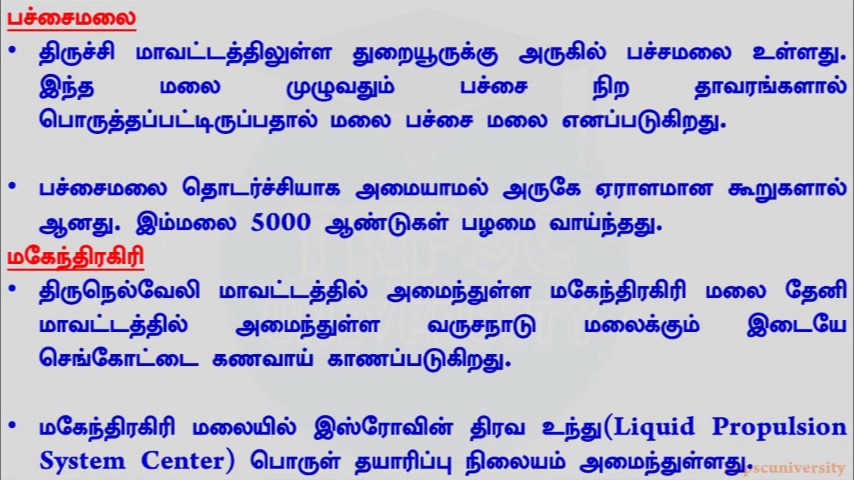 பச்சைமலை
• திருச்சி மாவட்டத்திலுள்ள துறையூருக்கு அருகில் பச்சமலை உள்ளது.
இந்த மலை முழுவதும் பச்சை நிற தாவரங்களால்
பொருத்தப்பட்டிருப்பதால் மலை பச்சை மலை எனப்படுகிறது.
• பச்சைமலை தொடர்ச்சியாக அமையாமல் அருகே ஏராளமான கூறுகளால்
ஆனது. இம்மலை 5000 ஆண்டுகள் பழமை வாய்ந்தது.
மகேந்திரகிரி
• திருநெல்வேலி மாவட்டத்தில் அமைந்துள்ள மகேந்திரகிரி மலை தேனி
மாவட்டத்தில் அமைந்துள்ள வருசநாடு மலைக்கும் இடையே
செங்கோட்டை கணவாய் காணப்படுகிறது.
• மகேந்திரகிரி மலையில் இஸ்ரோவின் திரவ உந்து(Liquid Propulsion
System Center) பொருள் தயாரிப்பு நிலையம் அமைந்துள்ளது.
pscuniversity